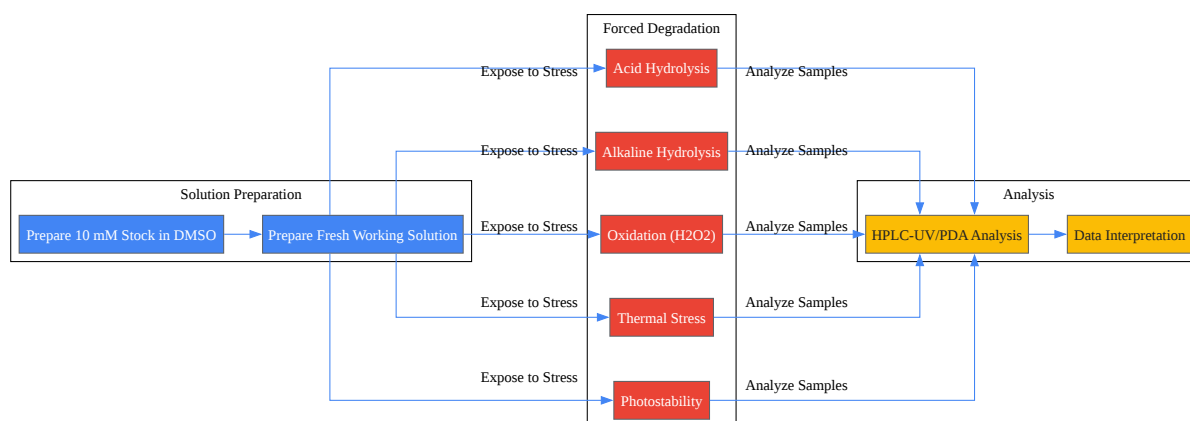 Forced Degradation
Expose to Stress
Acid Hydrolysis
Analyze Samples
Expose to Stress
Alkaline Hydrolysis
Analyze Samples
Solution Preparation
Analysis
Prepare 10 mM Stock in DMSO
Prepare Fresh Working Solution
Expose to Stress
Oxidation (H2O2)
Analyze Samples
HPLC-UV/PDA Analysis
Data Interpretation
Expose to Stress
Thermal Stress
Analyze Samples
Expose to Stress
Photostability
Analyze Samples